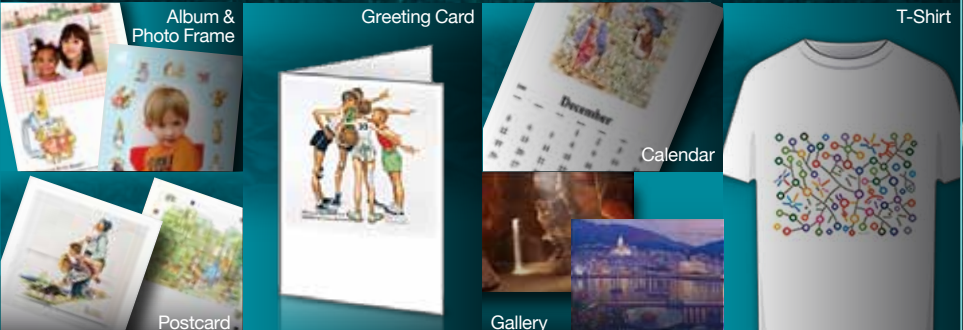 Album &
Photo Frame
Greeting Card
T-Shirt
December
Calendar
Postcard
Gallery